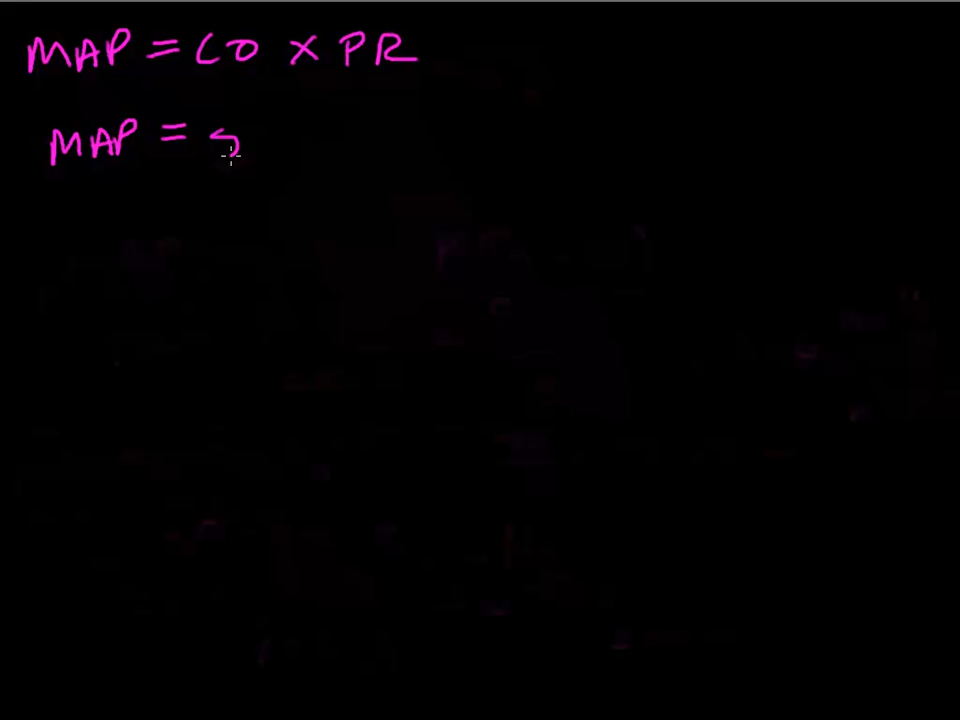 MAP = CO X PR
MAP = S